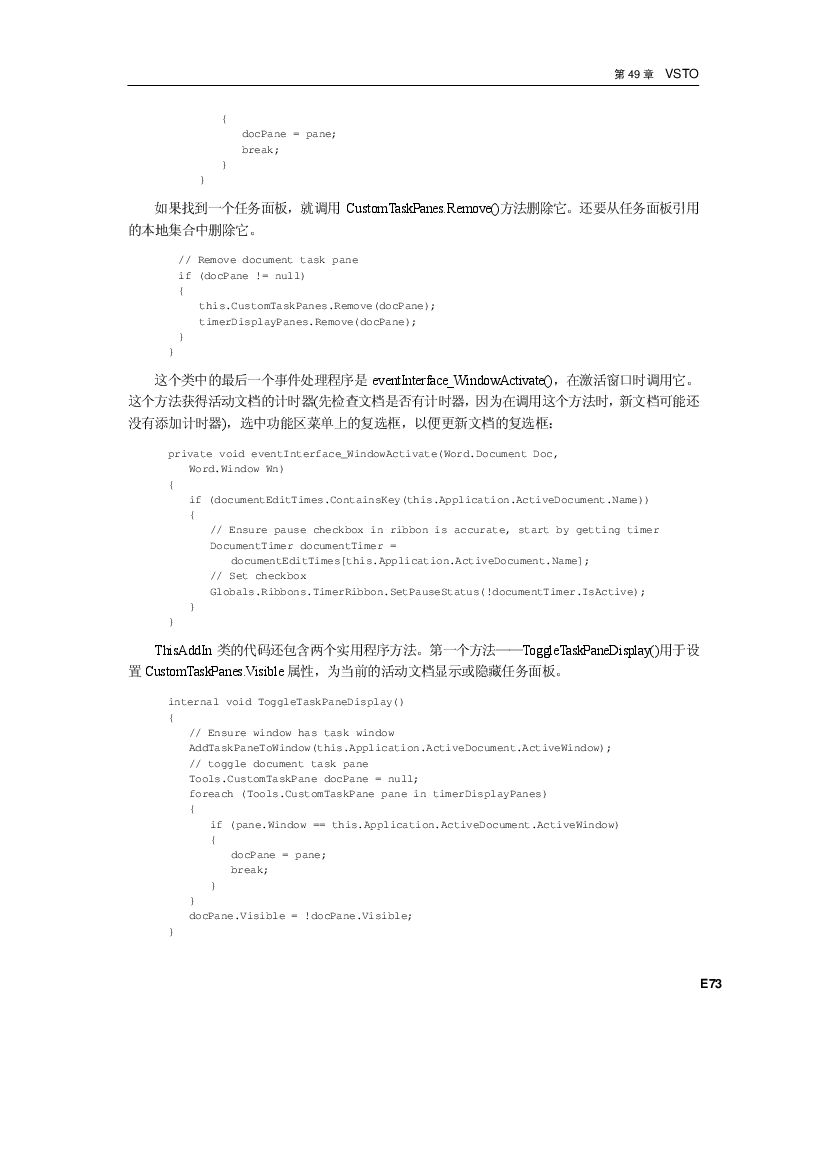 第 49 章 VSTO
{
docPane = pane;
break;
}
}
如果找到一个任务面板，就调用 CustomTaskPanes.Remove()方法删除它。还要从任务面板引用
的本地集合中删除它。
// Remove document task pane
if (docPane != null)
{
this.CustomTaskPanes.Remove(docPane);
timerDisplayPanes.Remove(docPane);
}
}
这个类中的最后一个事件处理程序是 eventInterface_WindowActivate()，在激活窗口时调用它。
这个方法获得活动文档的计时器(先检查文档是否有计时器，因为在调用这个方法时，新文档可能还
没有添加计时器)，选中功能区菜单上的复选框，以便更新文档的复选框：
private void eventInterface_WindowActivate(Word.Document Doc,
Word.Window Wn)
{
if (documentEditTimes.ContainsKey(this.Application.ActiveDocument.Name))
{
// Ensure pause checkbox in ribbon is accurate, start by getting timer
DocumentTimer documentTimer =
documentEditTimes[this.Application.ActiveDocument.Name];
// Set checkbox
Globals.Ribbons.TimerRibbon.SetPauseStatus(!documentTimer.IsActive);
}
}
ThisAddIn 类的代码还包含两个实用程序方法。第一个方法——ToggleTaskPaneDisplay()用于设
置 CustomTaskPanes.Visible 属性，为当前的活动文档显示或隐藏任务面板。
internal void ToggleTaskPaneDisplay()
{
// Ensure window has task window
AddTaskPaneToWindow(this.Application.ActiveDocument.ActiveWindow);
// toggle document task pane
Tools.CustomTaskPane docPane = null;
foreach (Tools.CustomTaskPane pane in timerDisplayPanes)
{
if (pane.Window == this.Application.ActiveDocument.ActiveWindow)
{
docPane = pane;
break;
}
}
docPane.Visible = !docPane.Visible;
}
E73